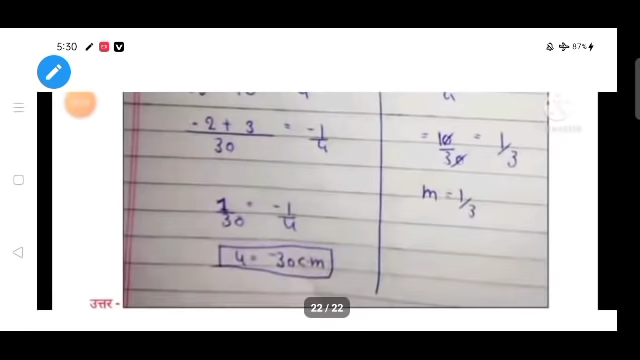 5:30
87%
-2 + 3 / 30 = -1/u
1/30 = -1/u
u = -30cm
= 10/30 = 1/3
m = 1/3
उत्तर -
22 / 22